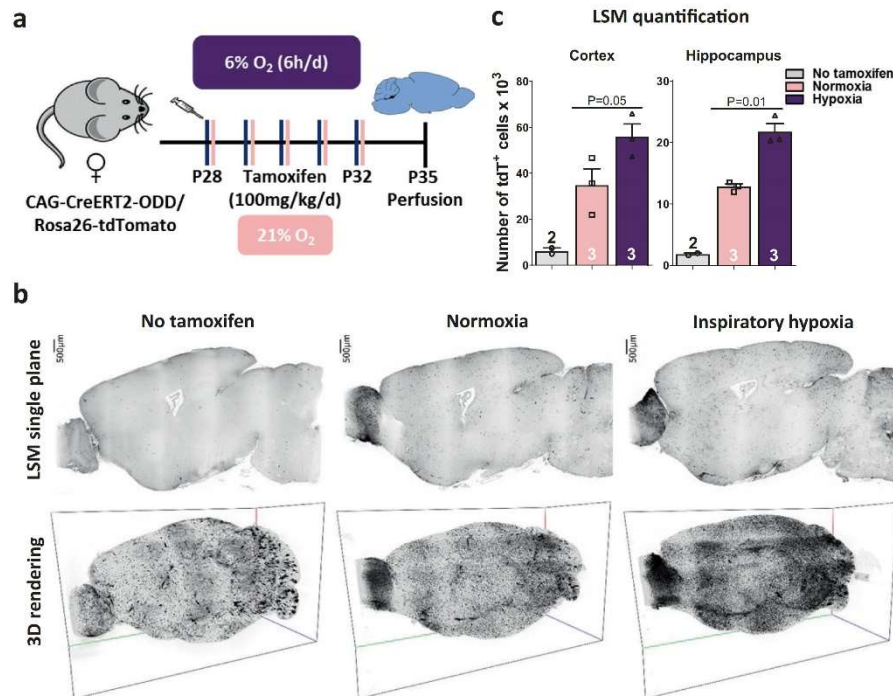 a
6% O₂ (6h/d)
P28
Tamoxifen
(100mg/kg/d)
P32
P35
Perfusion
♀
CAG-CreERT2-ODD/
Rosa26-tdTomato
21% O₂
c
LSM quantification
Cortex
Hippocampus
No tamoxifen
Normoxia
Hypoxia
Number of tdT⁺ cells x 10³
80
60
40
20
0
P=0.05
2
3
3
30
20
10
0
P=0.01
2
3
3
b
No tamoxifen
Normoxia
Inspiratory hypoxia
LSM single plane
500µm
500µm
500µm
3D rendering